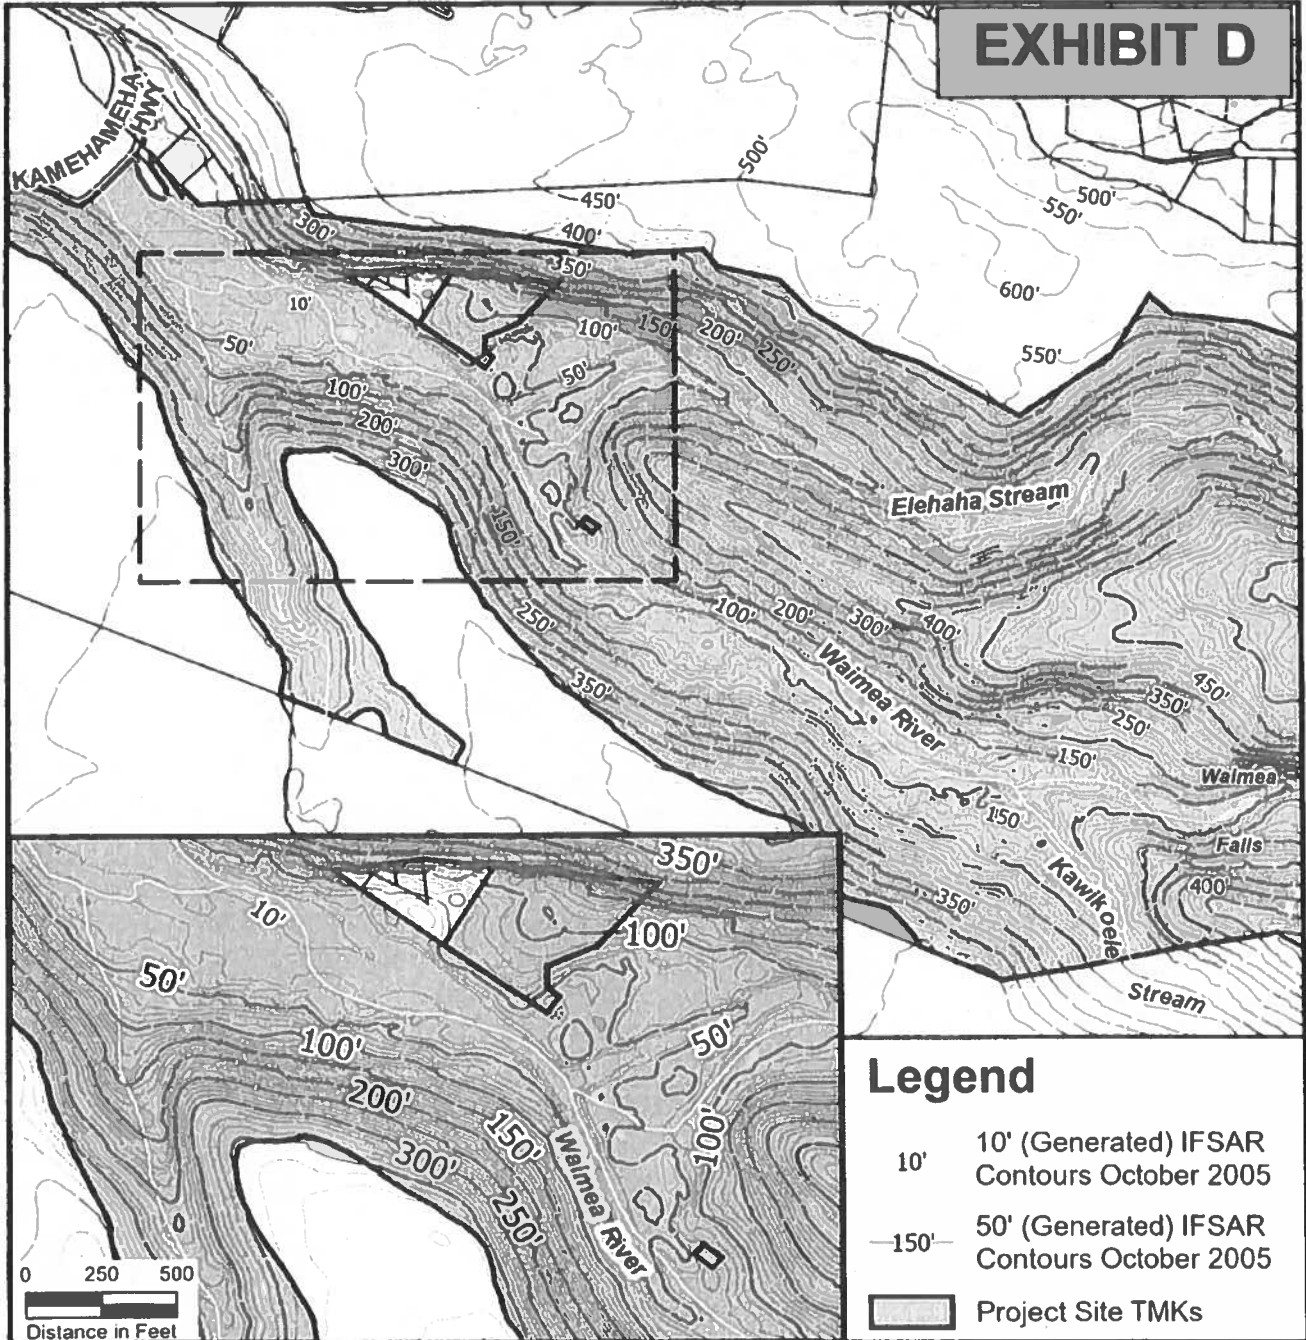 EXHIBIT D
KAMEHAMEHA
HWY
500'
450'
400'
500'
550'
300'
350'
600'
10'
100'
150'
200'
250'
550'
50'
50'
100'
200'
300'
Elehaha Stream
150'
100'
200'
300'
400'
250'
350'
Waimea River
450'
350'
250'
150'
Waimea
Falls
150
400'
350'
Kawikoele
Stream
350'
10'
100'
50'
50'
100'
200'
150'
100'
300'
250'
Waimea River
0 250 500
Distance in Feet
Legend
10'
10' (Generated) IFSAR
Contours October 2005
150'
50' (Generated) IFSAR
Contours October 2005
Project Site TMKs